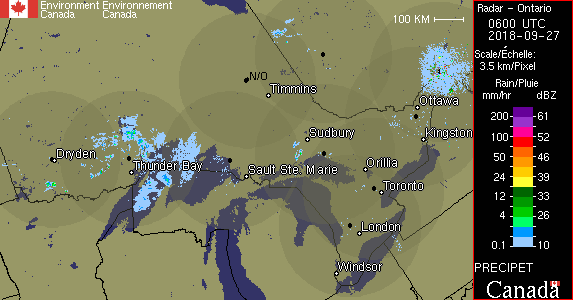 Environment Environnement
Canada Canada
Radar - Ontario
0600 UTC
2018-09-27
100 KM
Scale/Échelle:
3.5 km/Pixel
Rain/Pluie
mm/hr dBZ
200 61
100 52
50 46
24 39
12 33
4 26
0.1 10
N/O
Timmins
Ottawa
Sudbury
Kingston
Dryden
Thunder Bay
Sault Ste. Marie
Orillia
Toronto
London
Windsor
PRECIPET
Canada